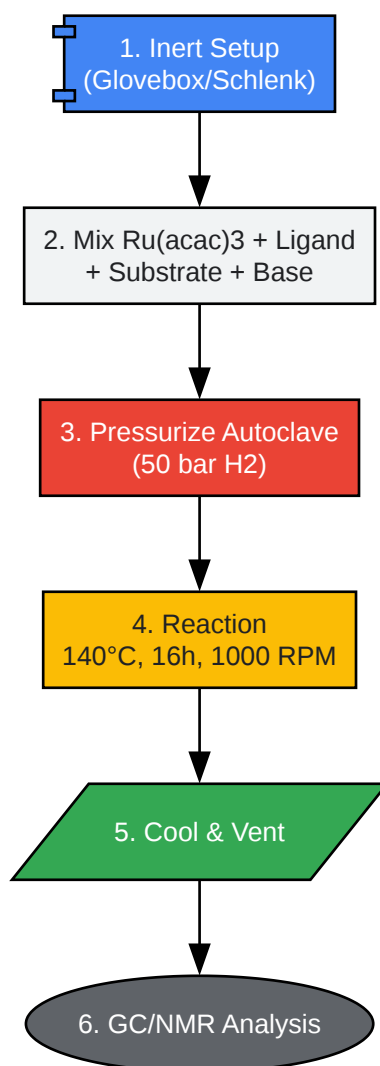 1. Inert Setup
(Glovebox/Schlenk)
2. Mix Ru(acac)3 + Ligand
+ Substrate + Base
3. Pressurize Autoclave
(50 bar H2)
4. Reaction
140°C, 16h, 1000 RPM
5. Cool & Vent
6. GC/NMR Analysis